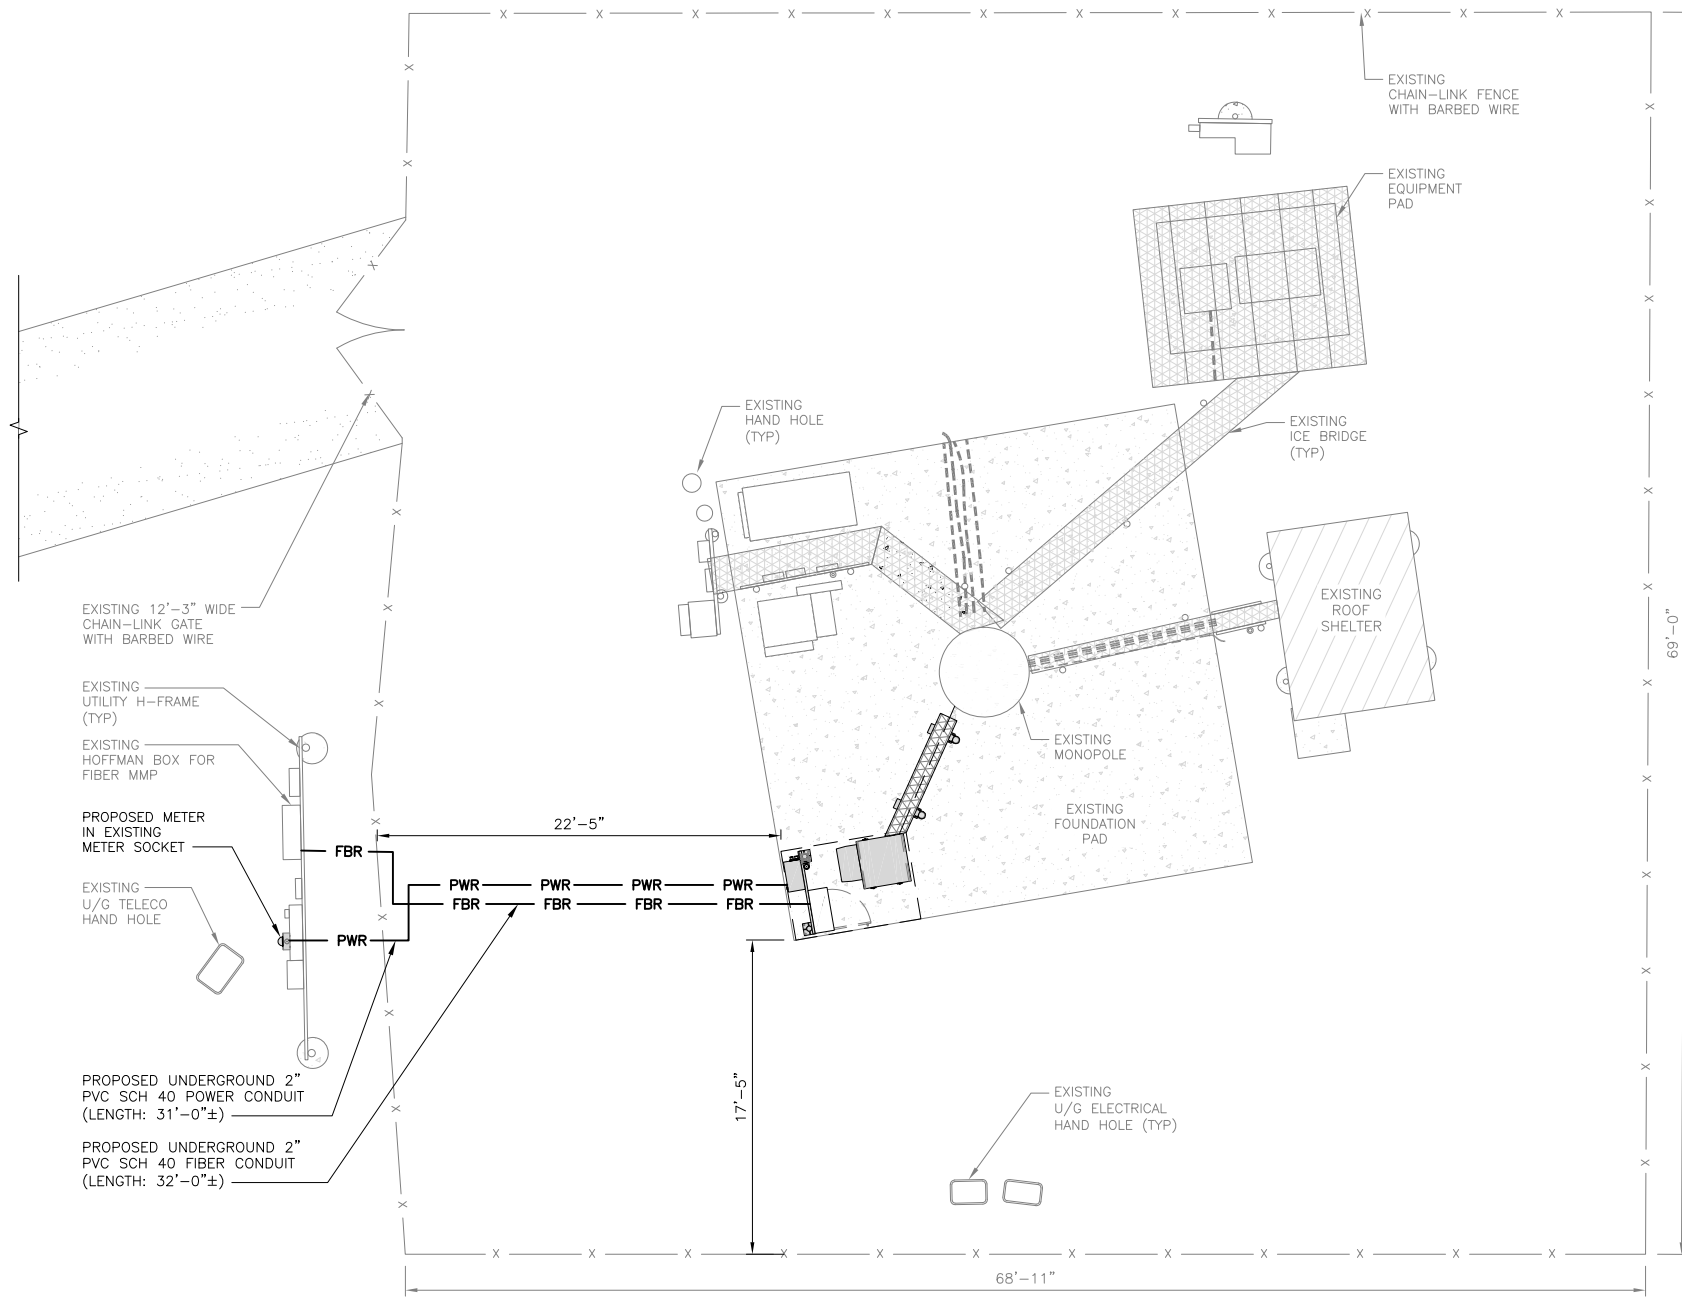 EXISTING
CHAIN-LINK FENCE
WITH BARBED WIRE
EXISTING
EQUIPMENT
PAD
EXISTING
HAND HOLE
(TYP)
EXISTING
ICE BRIDGE
(TYP)
EXISTING 12'-3" WIDE
CHAIN-LINK GATE
WITH BARBED WIRE
EXISTING
ROOF
SHELTER
69'-0"
EXISTING
UTILITY H-FRAME
(TYP)
EXISTING
HOFFMAN BOX FOR
FIBER MMP
EXISTING
MONOPOLE
PROPOSED METER
IN EXISTING
METER SOCKET
22'-5"
EXISTING
FOUNDATION
PAD
FBR
EXISTING
U/G TELECO
HAND HOLE
PWR PWR PWR PWR
FBR FBR FBR FBR
PWR
PROPOSED UNDERGROUND 2"
PVC SCH 40 POWER CONDUIT
(LENGTH: 31'-0"±)
17'-5"
EXISTING
U/G ELECTRICAL
HAND HOLE (TYP)
PROPOSED UNDERGROUND 2"
PVC SCH 40 FIBER CONDUIT
(LENGTH: 32'-0"±)
68'-11"